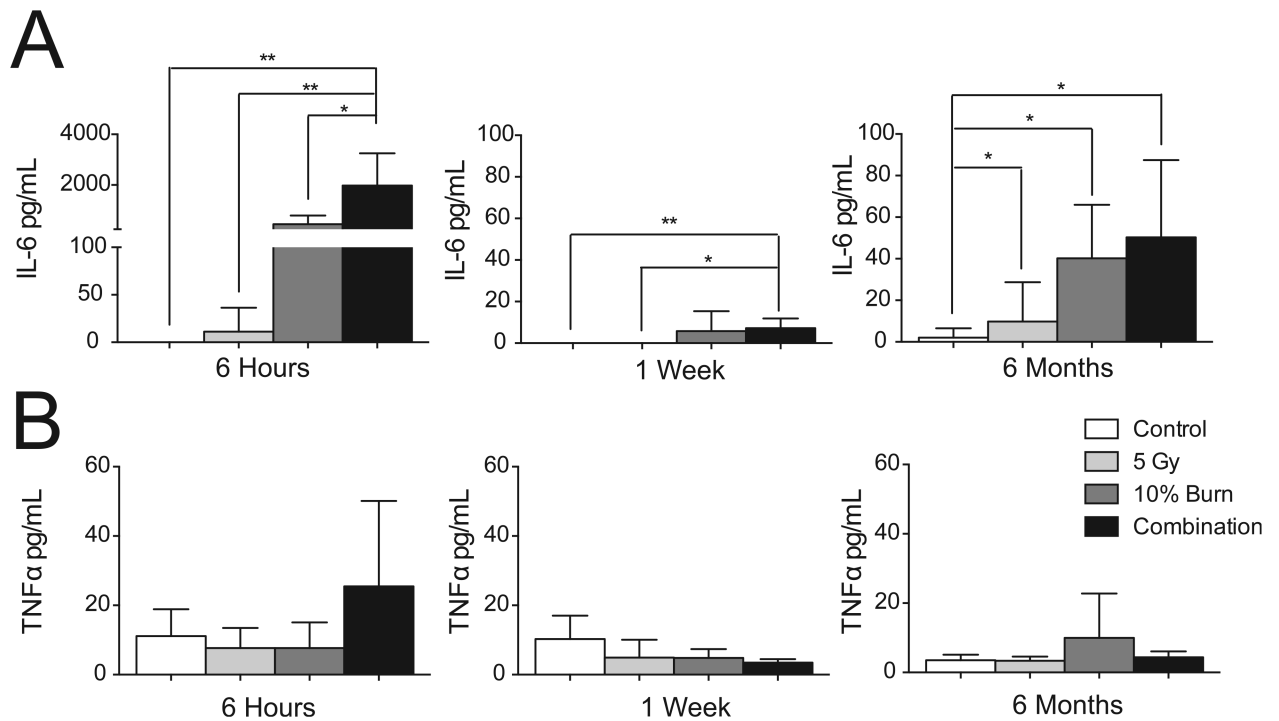 A
**
**
*
IL-6 pg/mL
4000
2000
100
50
0
6 Hours
**
*
IL-6 pg/mL
100
80
60
40
20
0
1 Week
*
*
*
IL-6 pg/mL
100
80
60
40
20
0
6 Months
B
TNFα pg/mL
60
40
20
0
6 Hours
TNFα pg/mL
60
40
20
0
1 Week
TNFα pg/mL
60
40
20
0
6 Months
Control
5 Gy
10% Burn
Combination